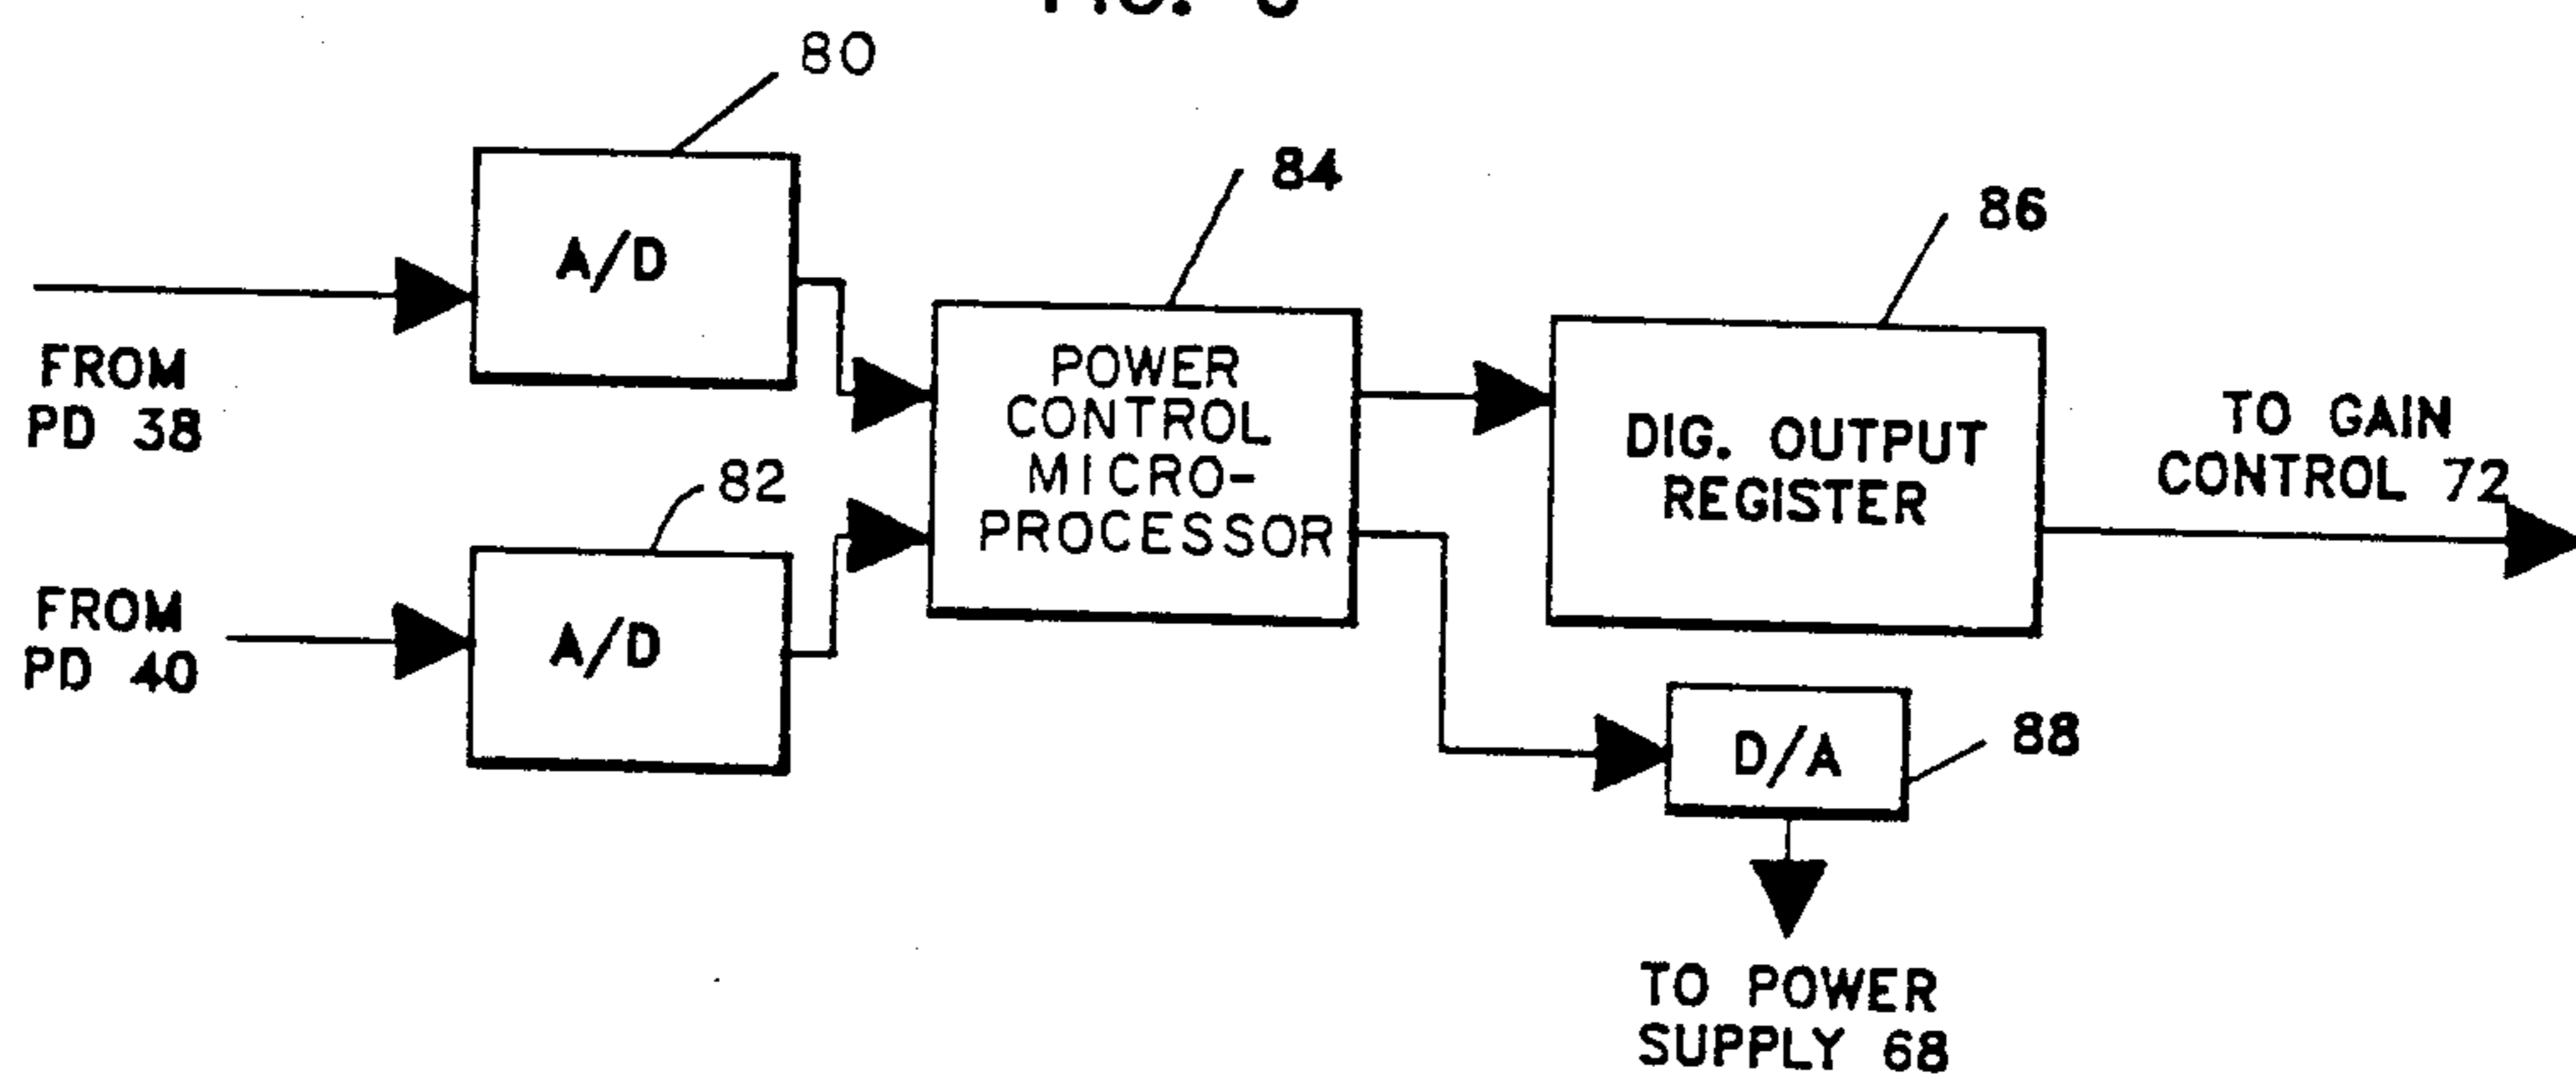 80
A/D
84
86
FROM
PD 38
POWER
CONTROL
MICRO-
PROCESSOR
DIG. OUTPUT
REGISTER
TO GAIN
CONTROL 72
82
FROM
PD 40
A/D
D/A
88
TO POWER
SUPPLY 68